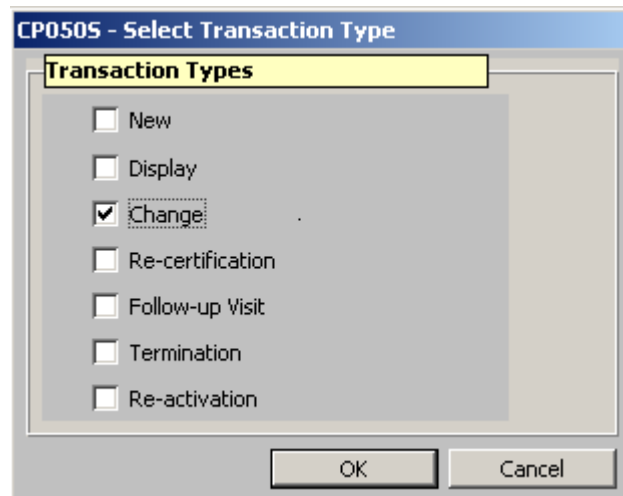 CP050S - Select Transaction Type
Transaction Types
New
Display
Change
Re-certification
Follow-up Visit
Termination
Re-activation
OK Cancel